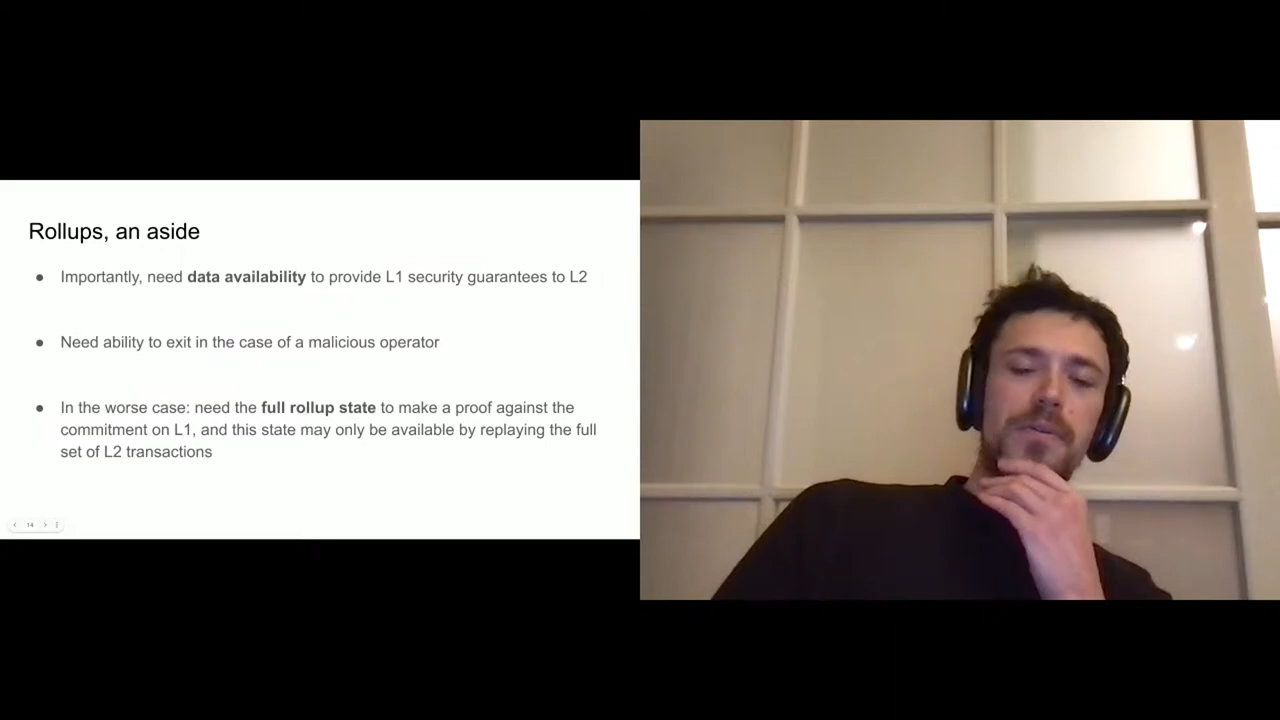 Rollups, an aside
● Importantly, need data availability to provide L1 security guarantees to L2
● Need ability to exit in the case of a malicious operator
● In the worse case: need the full rollup state to make a proof against the
commitment on L1, and this state may only be available by replaying the full
set of L2 transactions
14